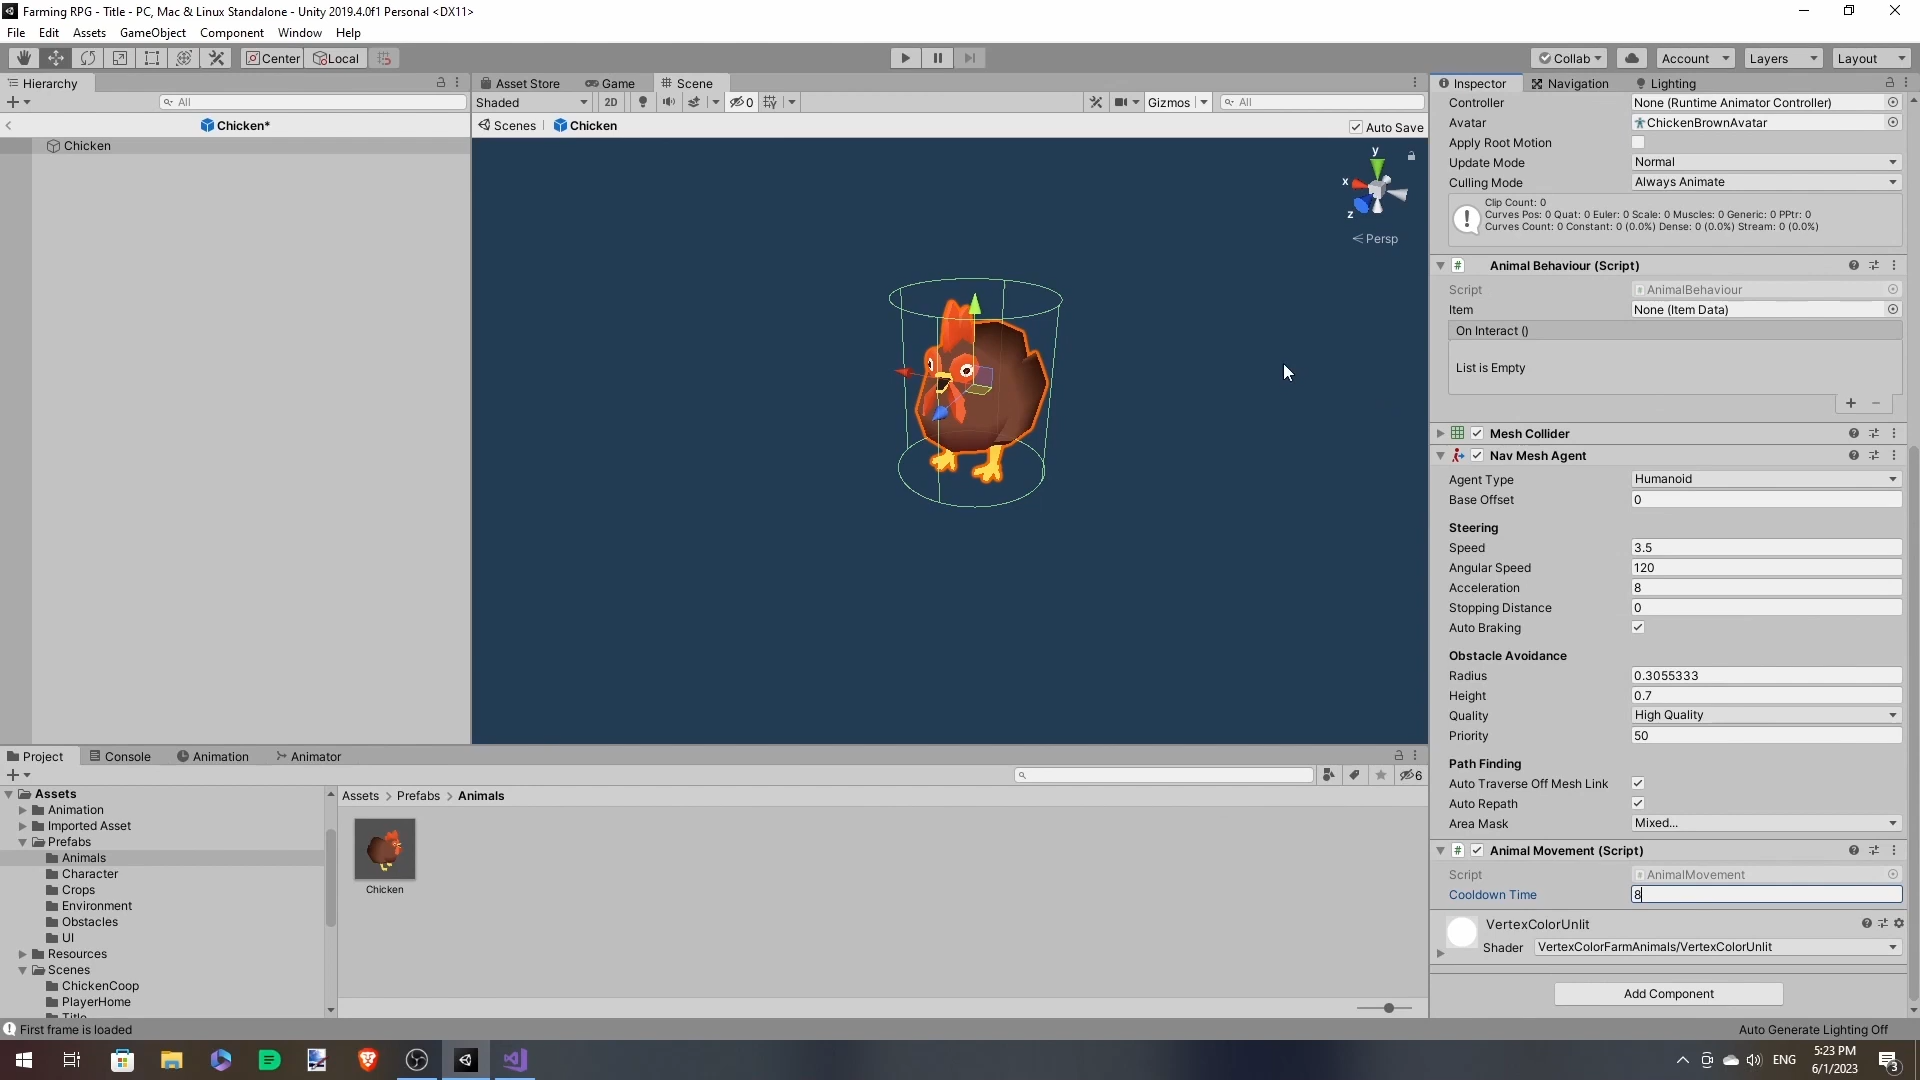 Farming RPG - Title - PC, Mac & Linux Standalone - Unity 2019.4.0f1 Personal <DX11>
File Edit Assets GameObject Component Window Help
Center Local Collab Account Layers Layout
Hierarchy
All
Chicken*
Chicken
Asset Store Game Scene
Shaded 2D 0 Gizmos All
Scenes Chicken Auto Save
y
x
z
Persp
Inspector Navigation Lighting
Controller None (Runtime Animator Controller)
Avatar ChickenBrownAvatar
Apply Root Motion
Update Mode Normal
Culling Mode Always Animate
Clip Count: 0
Curves Pos: 0 Quat: 0 Euler: 0 Scale: 0 Muscles: 0 Generic: 0 PPtr: 0
Curves Count: 0 Constant: 0 (0.0%) Dense: 0 (0.0%) Stream: 0 (0.0%)
# Animal Behaviour (Script)
Script AnimalBehaviour
Item None (Item Data)
On Interact ()
List is Empty
+ −
Mesh Collider
Nav Mesh Agent
Agent Type Humanoid
Base Offset 0
Steering
Speed 3.5
Angular Speed 120
Acceleration 8
Stopping Distance 0
Auto Braking
Obstacle Avoidance
Radius 0.3055333
Height 0.7
Quality High Quality
Priority 50
Path Finding
Auto Traverse Off Mesh Link
Auto Repath
Area Mask Mixed...
# Animal Movement (Script)
Script AnimalMovement
Cooldown Time 8
VertexColorUnlit
Shader VertexColorFarmAnimals/VertexColorUnlit
Add Component
Project Console Animation Animator
6
Assets
Animation
Imported Asset
Prefabs
Animals
Character
Crops
Environment
Obstacles
UI
Resources
Scenes
ChickenCoop
PlayerHome
Title
Assets > Prefabs > Animals
Chicken
First frame is loaded
Auto Generate Lighting Off
ENG
5:23 PM
6/1/2023
3